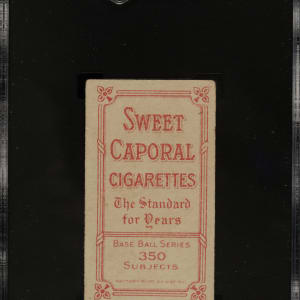 SWEET
CAPORAL
CIGARETTES
The Standard
for Years
BASE BALL SERIES
350
SUBJECTS